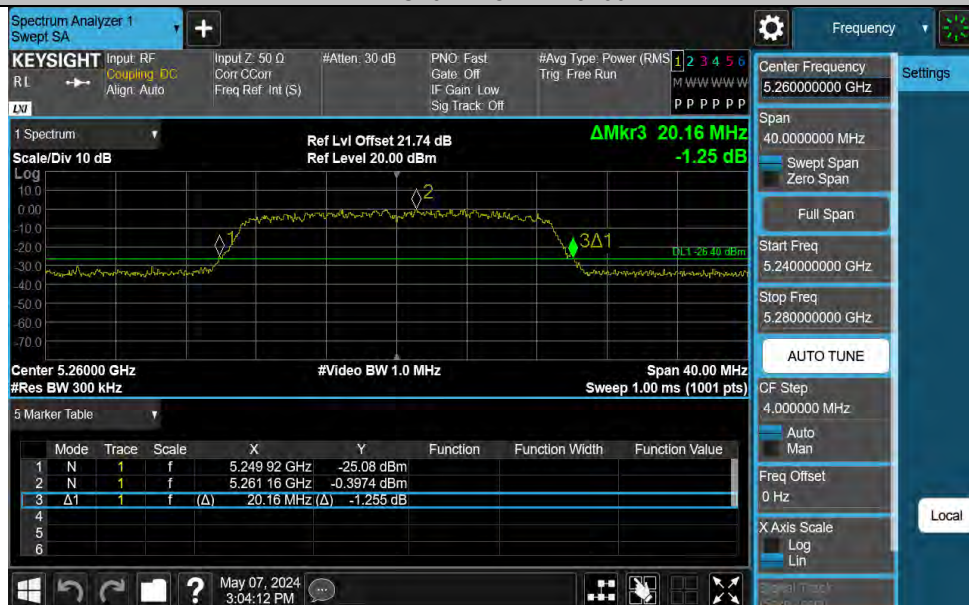 Spectrum Analyzer 1
Swept SA
+
Frequency
KEYSIGHT
RL
LXI
Input: RF
Coupling: DC
Align: Auto
Input Z: 50 Ω
Corr CCorr
Freq Ref: Int (S)
#Atten: 30 dB
PNO: Fast
Gate: Off
IF Gain: Low
Sig Track: Off
#Avg Type: Power (RMS
Trig: Free Run
1 2 3 4 5 6
M W W W W W
P P P P P P
Center Frequency
5.260000000 GHz
Settings
Span
40.0000000 MHz
Swept Span
Zero Span
Full Span
Start Freq
5.240000000 GHz
Stop Freq
5.280000000 GHz
AUTO TUNE
CF Step
4.000000 MHz
Auto
Man
Freq Offset
0 Hz
X Axis Scale
Log
Lin
Signal Track
Local
1 Spectrum
Scale/Div 10 dB
Ref Lvl Offset 21.74 dB
Ref Level 20.00 dBm
ΔMkr3 20.16 MHz
-1.25 dB
Log
10.0
0.00
-10.0
-20.0
-30.0
-40.0
-50.0
-60.0
-70.0
1
2
3Δ1
DL1 -26.40 dBm
Center 5.26000 GHz
#Video BW 1.0 MHz
Span 40.00 MHz
#Res BW 300 kHz
Sweep 1.00 ms (1001 pts)
5 Marker Table
Mode Trace Scale X Y Function Function Width Function Value
1 N 1 f 5.249 92 GHz -25.08 dBm
2 N 1 f 5.261 16 GHz -0.3974 dBm
3 Δ1 1 f (Δ) 20.16 MHz (Δ) -1.255 dB
4
5
6
?
May 07, 2024
3:04:12 PM